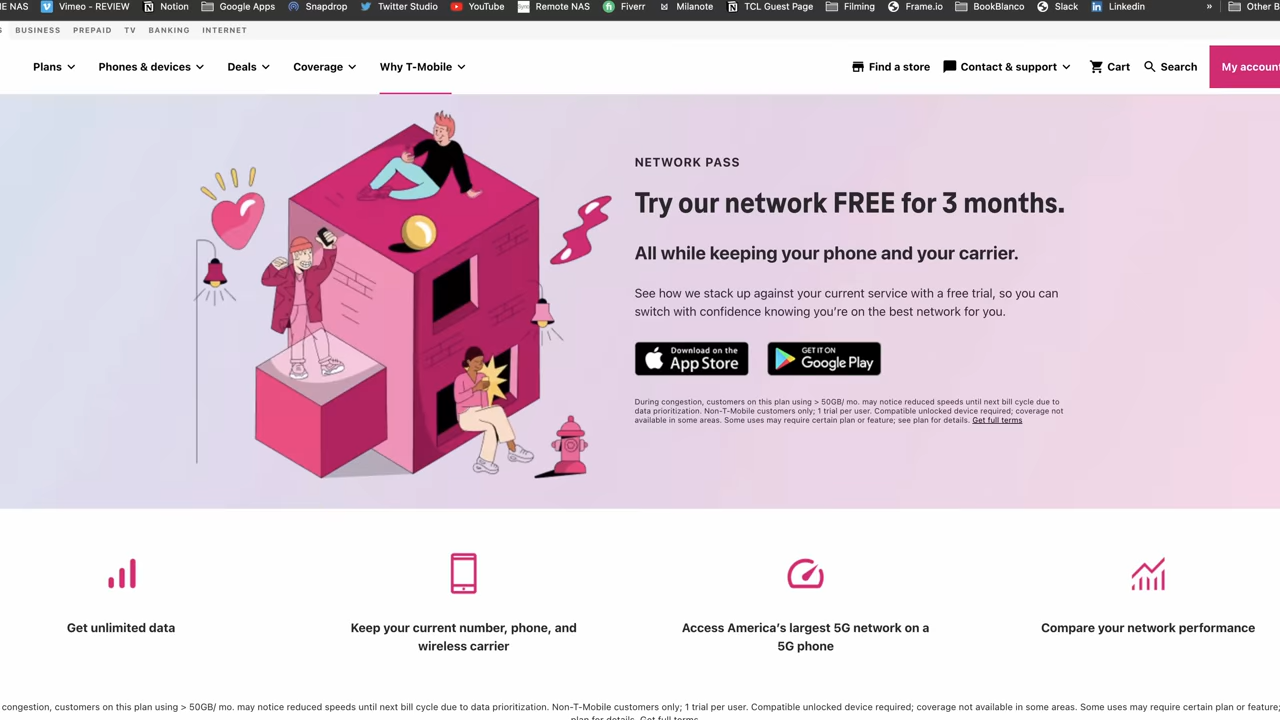 IE NAS Vimeo - REVIEW Notion Google Apps Snapdrop Twitter Studio YouTube Sync Remote NAS Fiverr Milanote TCL Guest Page Filming Frame.io BookBlanco Slack Linkedin » Other B
S BUSINESS PREPAID TV BANKING INTERNET
Plans Phones & devices Deals Coverage Why T-Mobile Find a store Contact & support Cart Search My account
NETWORK PASS
Try our network FREE for 3 months.
All while keeping your phone and your carrier.
See how we stack up against your current service with a free trial, so you can
switch with confidence knowing you’re on the best network for you.
Download on the
App Store
GET IT ON
Google Play
During congestion, customers on this plan using > 50GB/ mo. may notice reduced speeds until next bill cycle due to
data prioritization. Non-T-Mobile customers only; 1 trial per user. Compatible unlocked device required; coverage not
available in some areas. Some uses may require certain plan or feature; see plan for details. Get full terms
Get unlimited data
Keep your current number, phone, and
wireless carrier
Access America’s largest 5G network on a
5G phone
Compare your network performance
congestion, customers on this plan using > 50GB/ mo. may notice reduced speeds until next bill cycle due to data prioritization. Non-T-Mobile customers only; 1 trial per user. Compatible unlocked device required; coverage not available in some areas. Some uses may require certain plan or feature;
plan for details. Get full terms